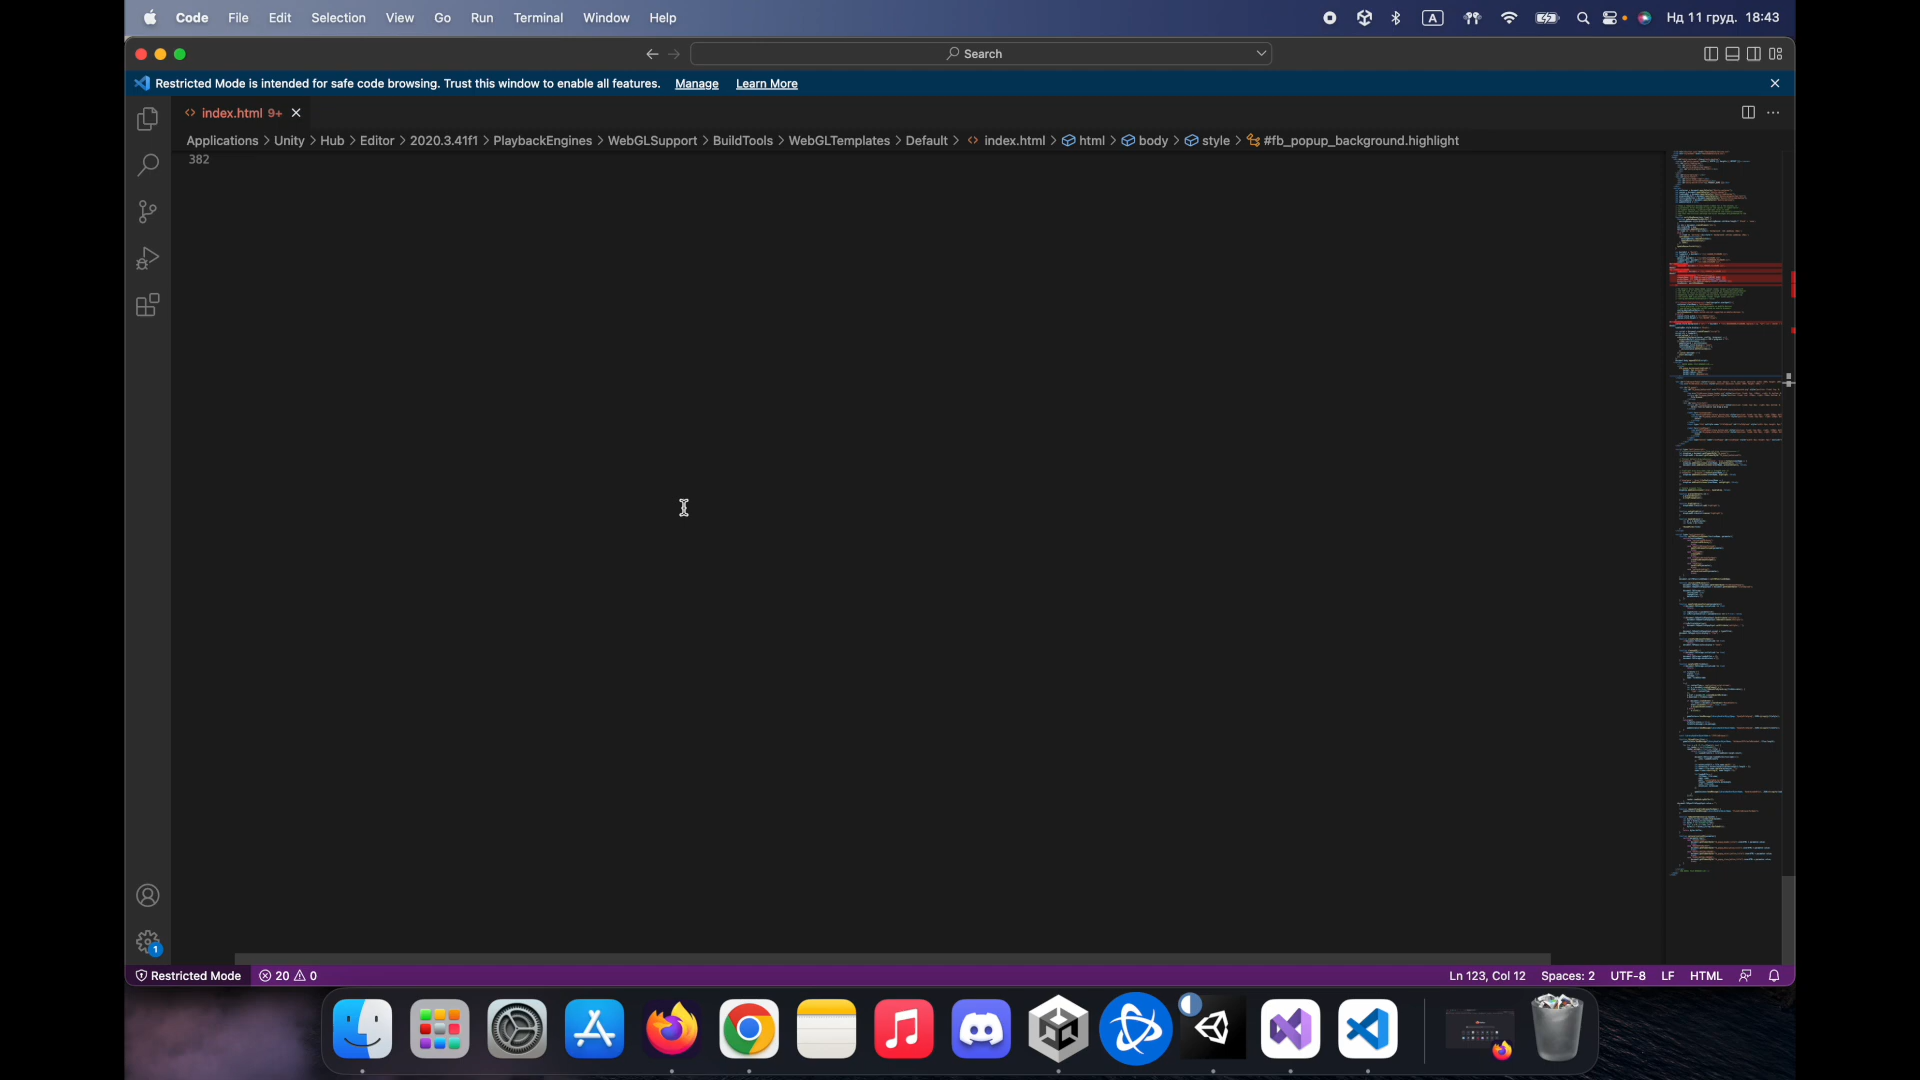 Code File Edit Selection View Go Run Terminal Window Help A Нд 11 груд. 18:43
Search
Restricted Mode is intended for safe code browsing. Trust this window to enable all features. Manage Learn More
index.html 9+
Applications > Unity > Hub > Editor > 2020.3.41f1 > PlaybackEngines > WebGLSupport > BuildTools > WebGLTemplates > Default > index.html > html > body > style > #fb_popup_background.highlight
382
1
Restricted Mode 20 0 Ln 123, Col 12 Spaces: 2 UTF-8 LF HTML